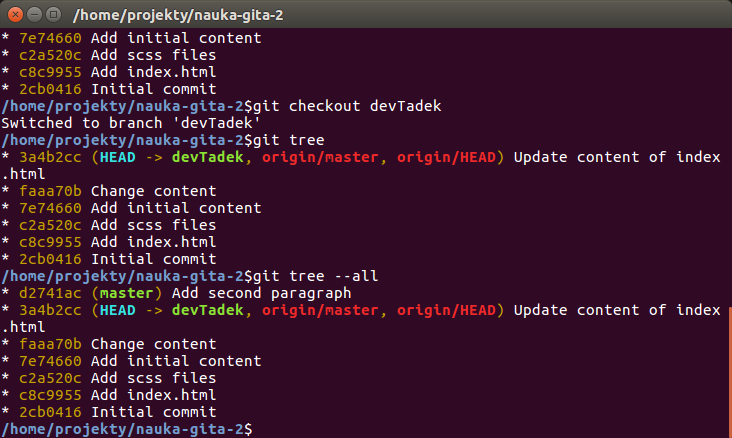 /home/projekty/nauka-gita-2
* 7e74660 Add initial content
* c2a520c Add scss files
* c8c9955 Add index.html
* 2cb0416 Initial commit
/home/projekty/nauka-gita-2$git checkout devTadek
Switched to branch 'devTadek'
/home/projekty/nauka-gita-2$git tree
* 3a4b2cc (HEAD -> devTadek, origin/master, origin/HEAD) Update content of index
.html
* faaa70b Change content
* 7e74660 Add initial content
* c2a520c Add scss files
* c8c9955 Add index.html
* 2cb0416 Initial commit
/home/projekty/nauka-gita-2$git tree --all
* d2741ac (master) Add second paragraph
* 3a4b2cc (HEAD -> devTadek, origin/master, origin/HEAD) Update content of index
.html
* faaa70b Change content
* 7e74660 Add initial content
* c2a520c Add scss files
* c8c9955 Add index.html
* 2cb0416 Initial commit
/home/projekty/nauka-gita-2$